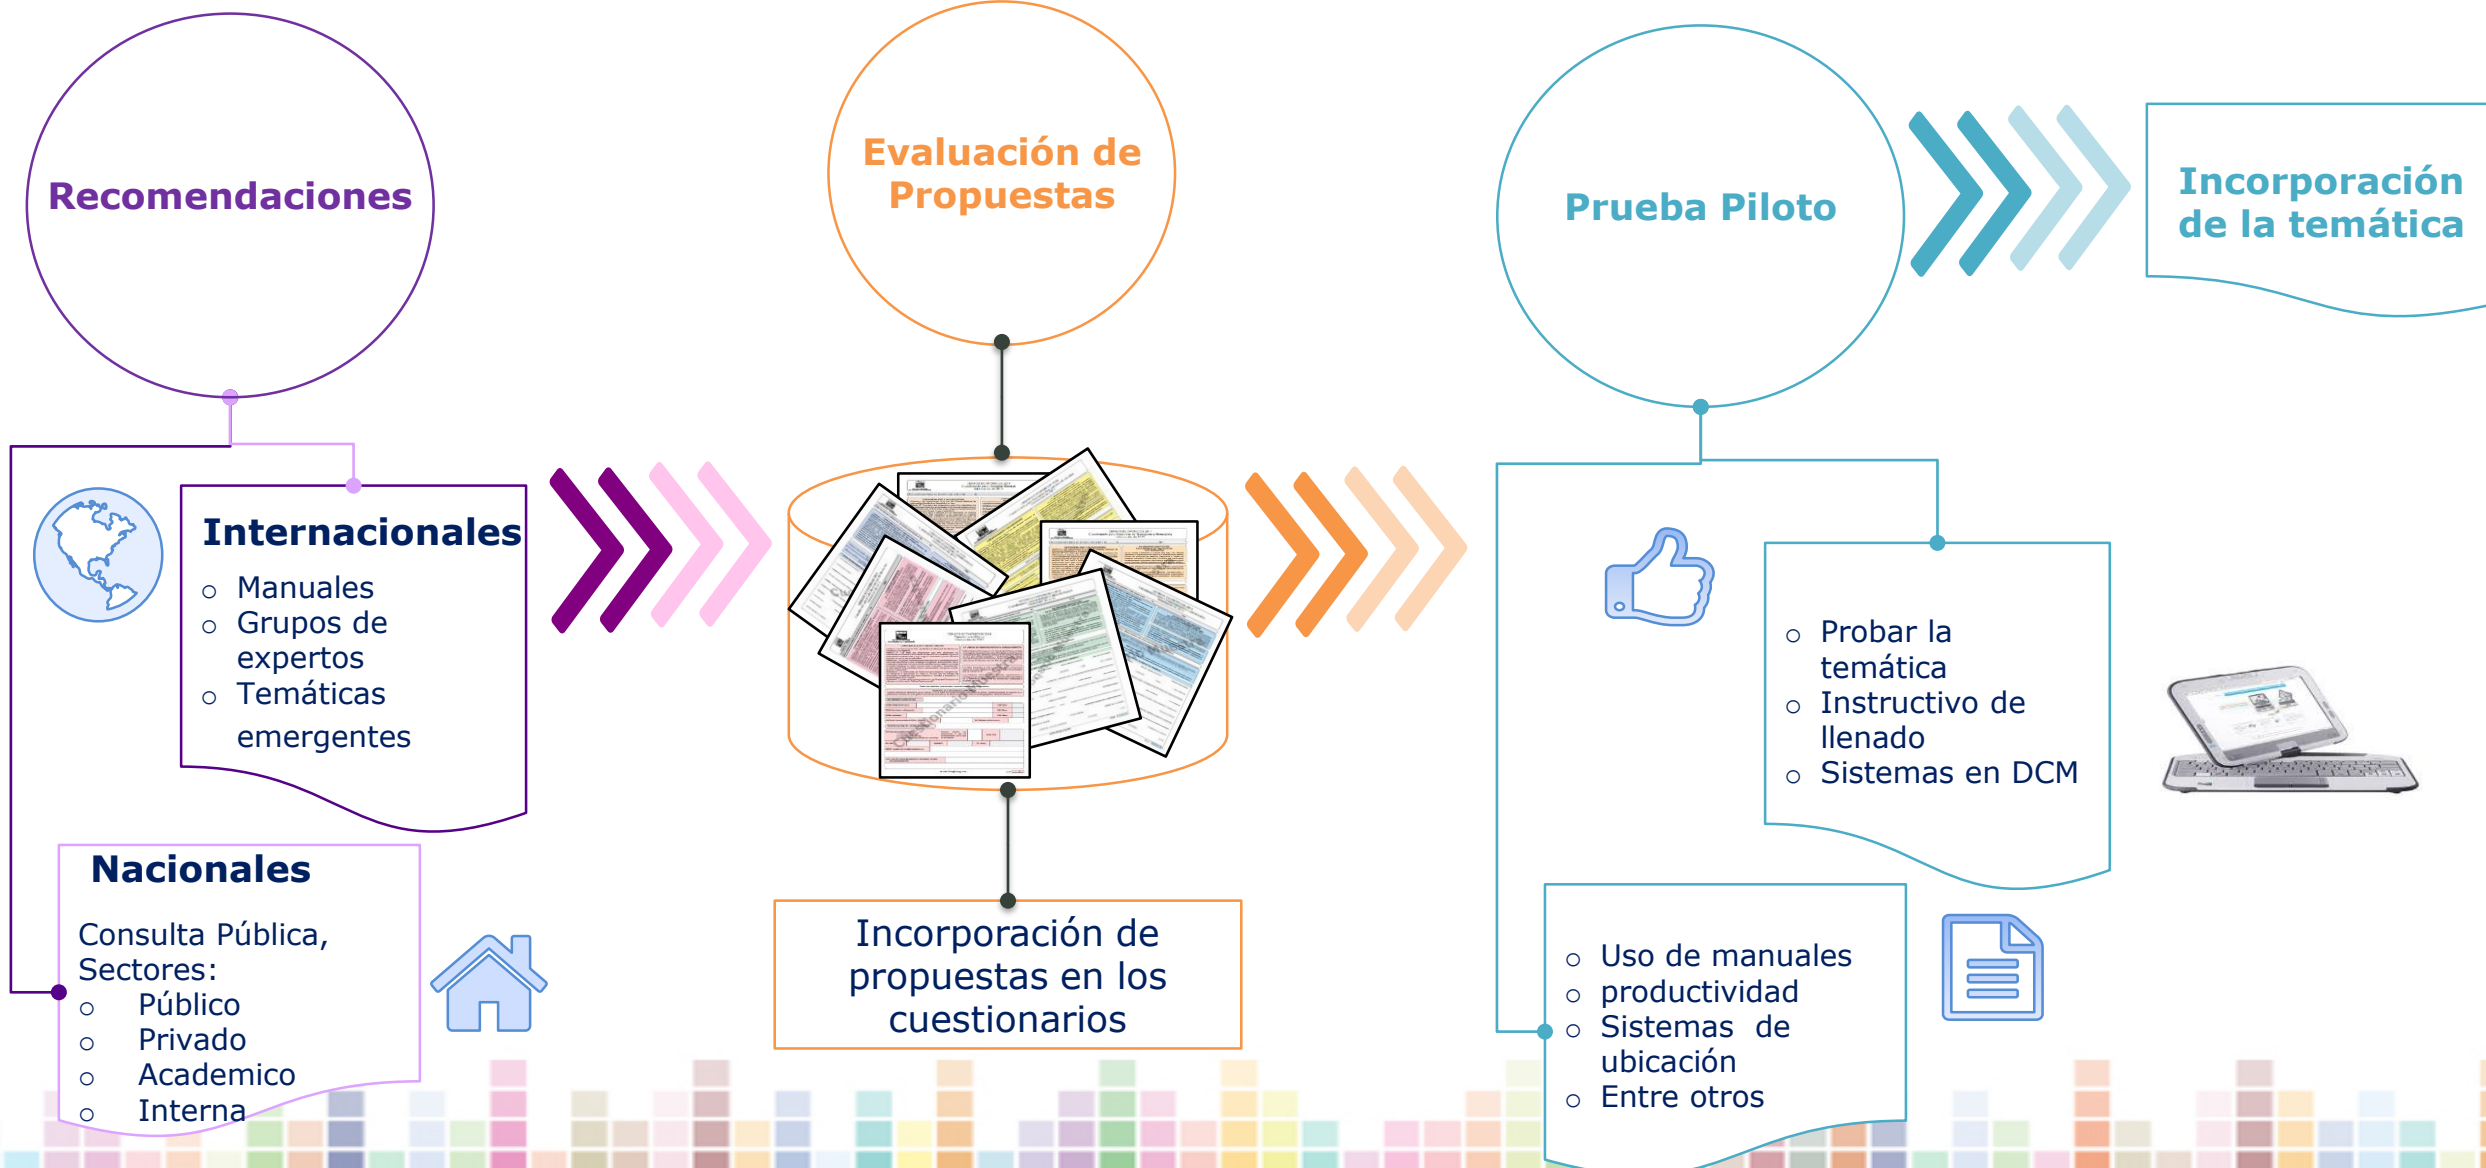 Recomendaciones
Internacionales
o Manuales
o Grupos de
expertos
o Temáticas
emergentes
Nacionales
Consulta Pública,
Sectores:
o Público
o Privado
o Academico
o Interna
Evaluación de
Propuestas
Incorporación de
propuestas en los
cuestionarios
Prueba Piloto
o Probar la
temática
o Instructivo de
llenado
o Sistemas en DCM
o Uso de manuales
o productividad
o Sistemas de
ubicación
o Entre otros
Incorporación
de la temática